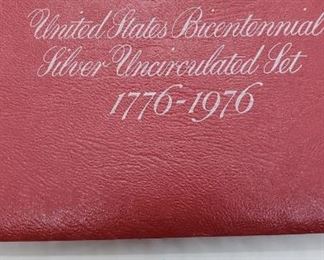 United States Bicentennial
Silver Uncirculated Set
1776-1976